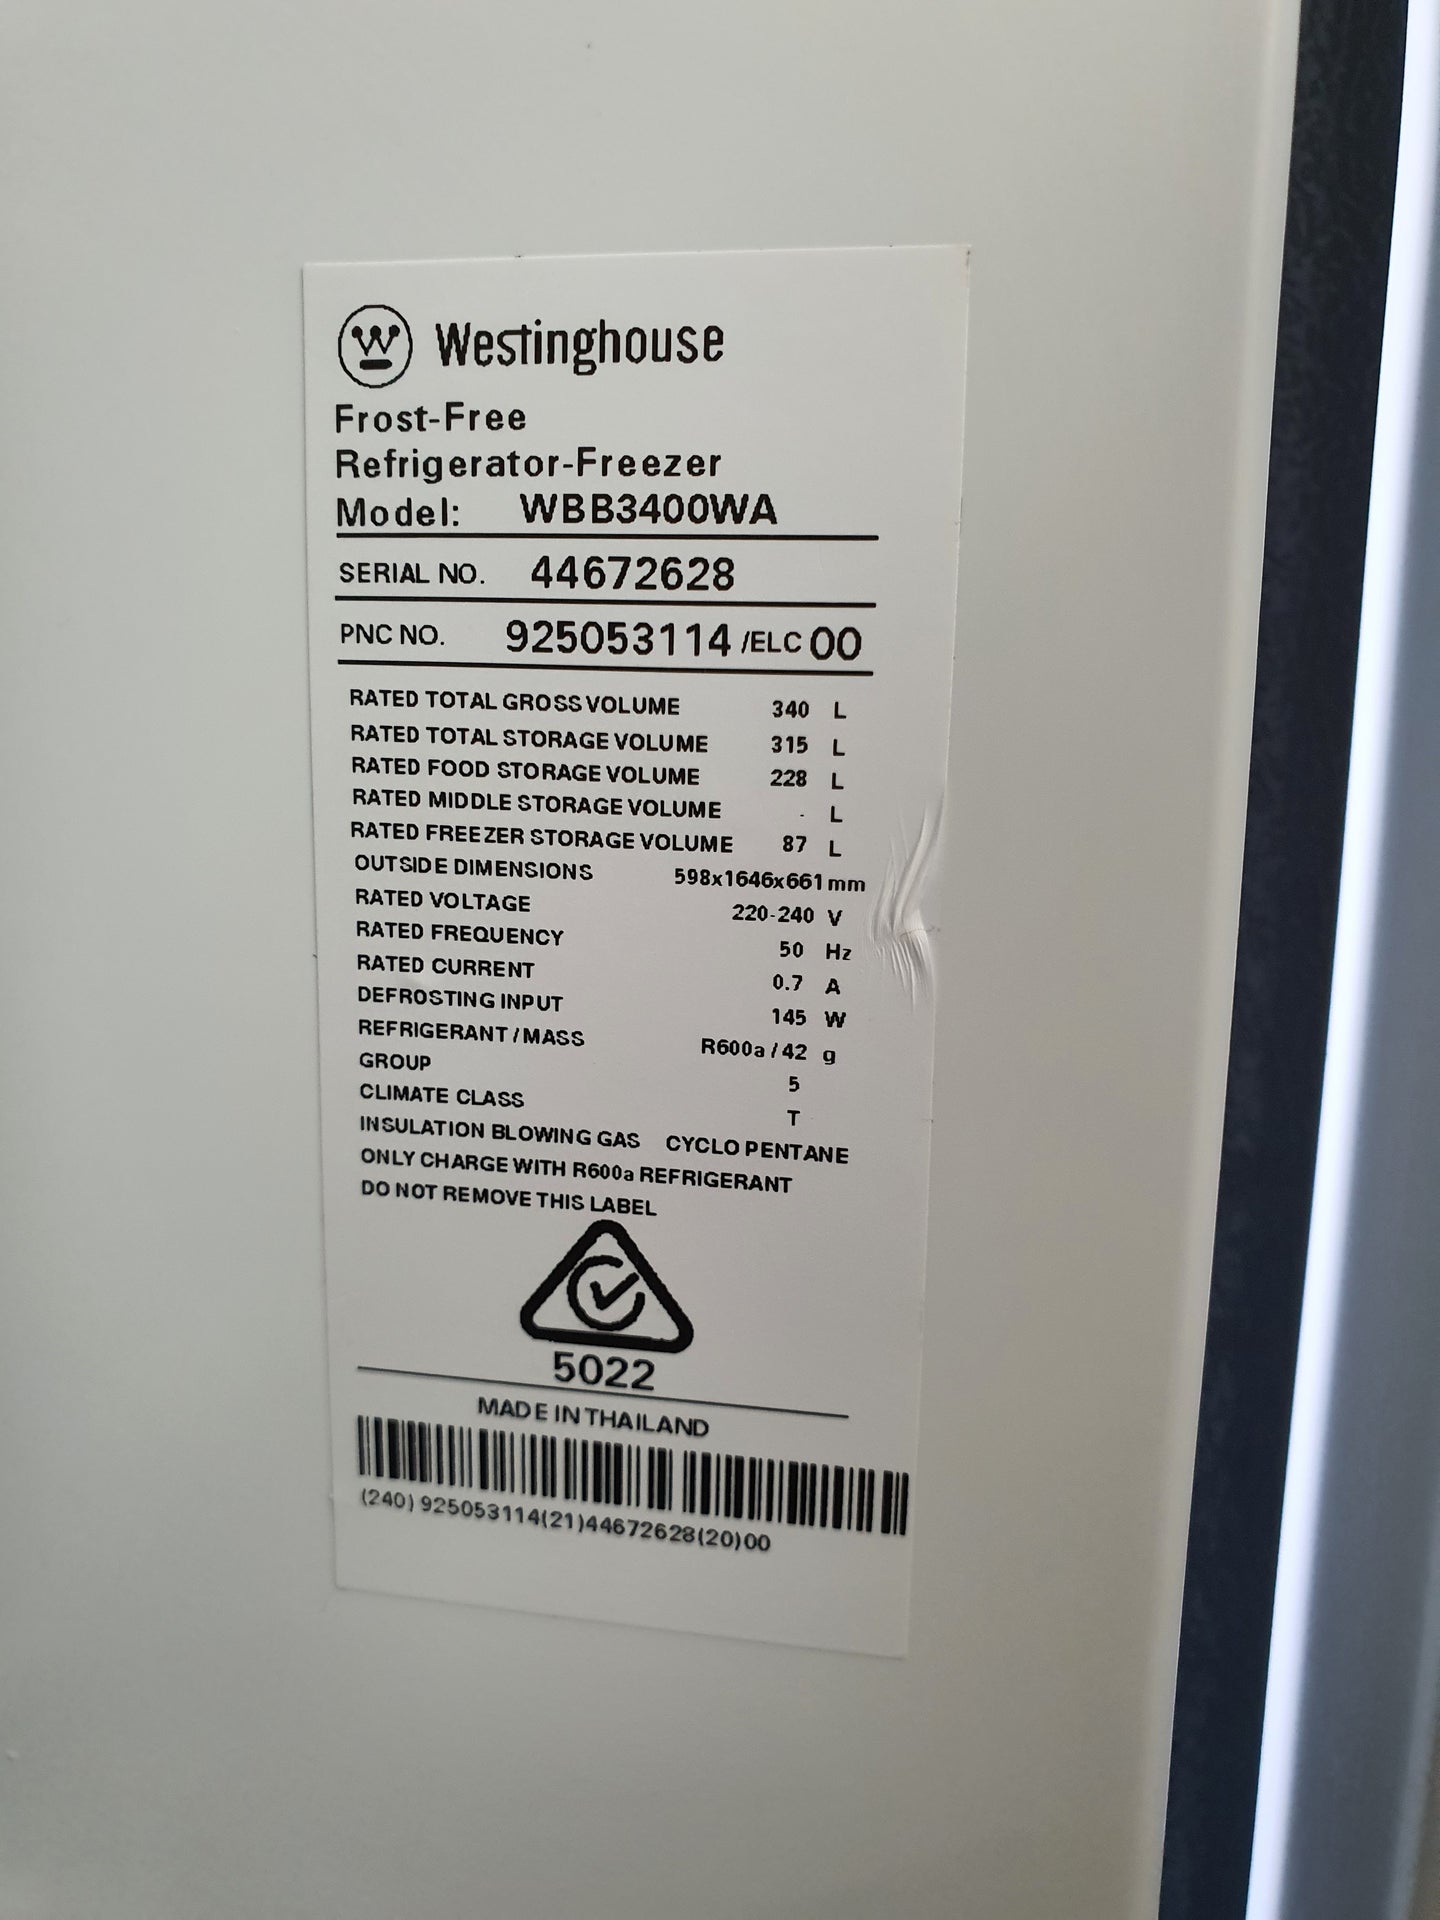 Westinghouse
Frost-Free
Refrigerator-Freezer
Model: WBB3400WA
SERIAL NO. 44672628
PNC NO. 925053114 /ELC 00
RATED TOTAL GROSS VOLUME 340 L
RATED TOTAL STORAGE VOLUME 315 L
RATED FOOD STORAGE VOLUME 228 L
RATED MIDDLE STORAGE VOLUME - L
RATED FREEZER STORAGE VOLUME 87 L
OUTSIDE DIMENSIONS 598x1646x661 mm
RATED VOLTAGE 220-240 V
RATED FREQUENCY 50 Hz
RATED CURRENT 0.7 A
DEFROSTING INPUT 145 W
REFRIGERANT / MASS R600a / 42 g
GROUP 5
CLIMATE CLASS T
INSULATION BLOWING GAS CYCLO PENTANE
ONLY CHARGE WITH R600a REFRIGERANT
DO NOT REMOVE THIS LABEL
5022
MADE IN THAILAND
(240) 925053114(21)44672628(20)00